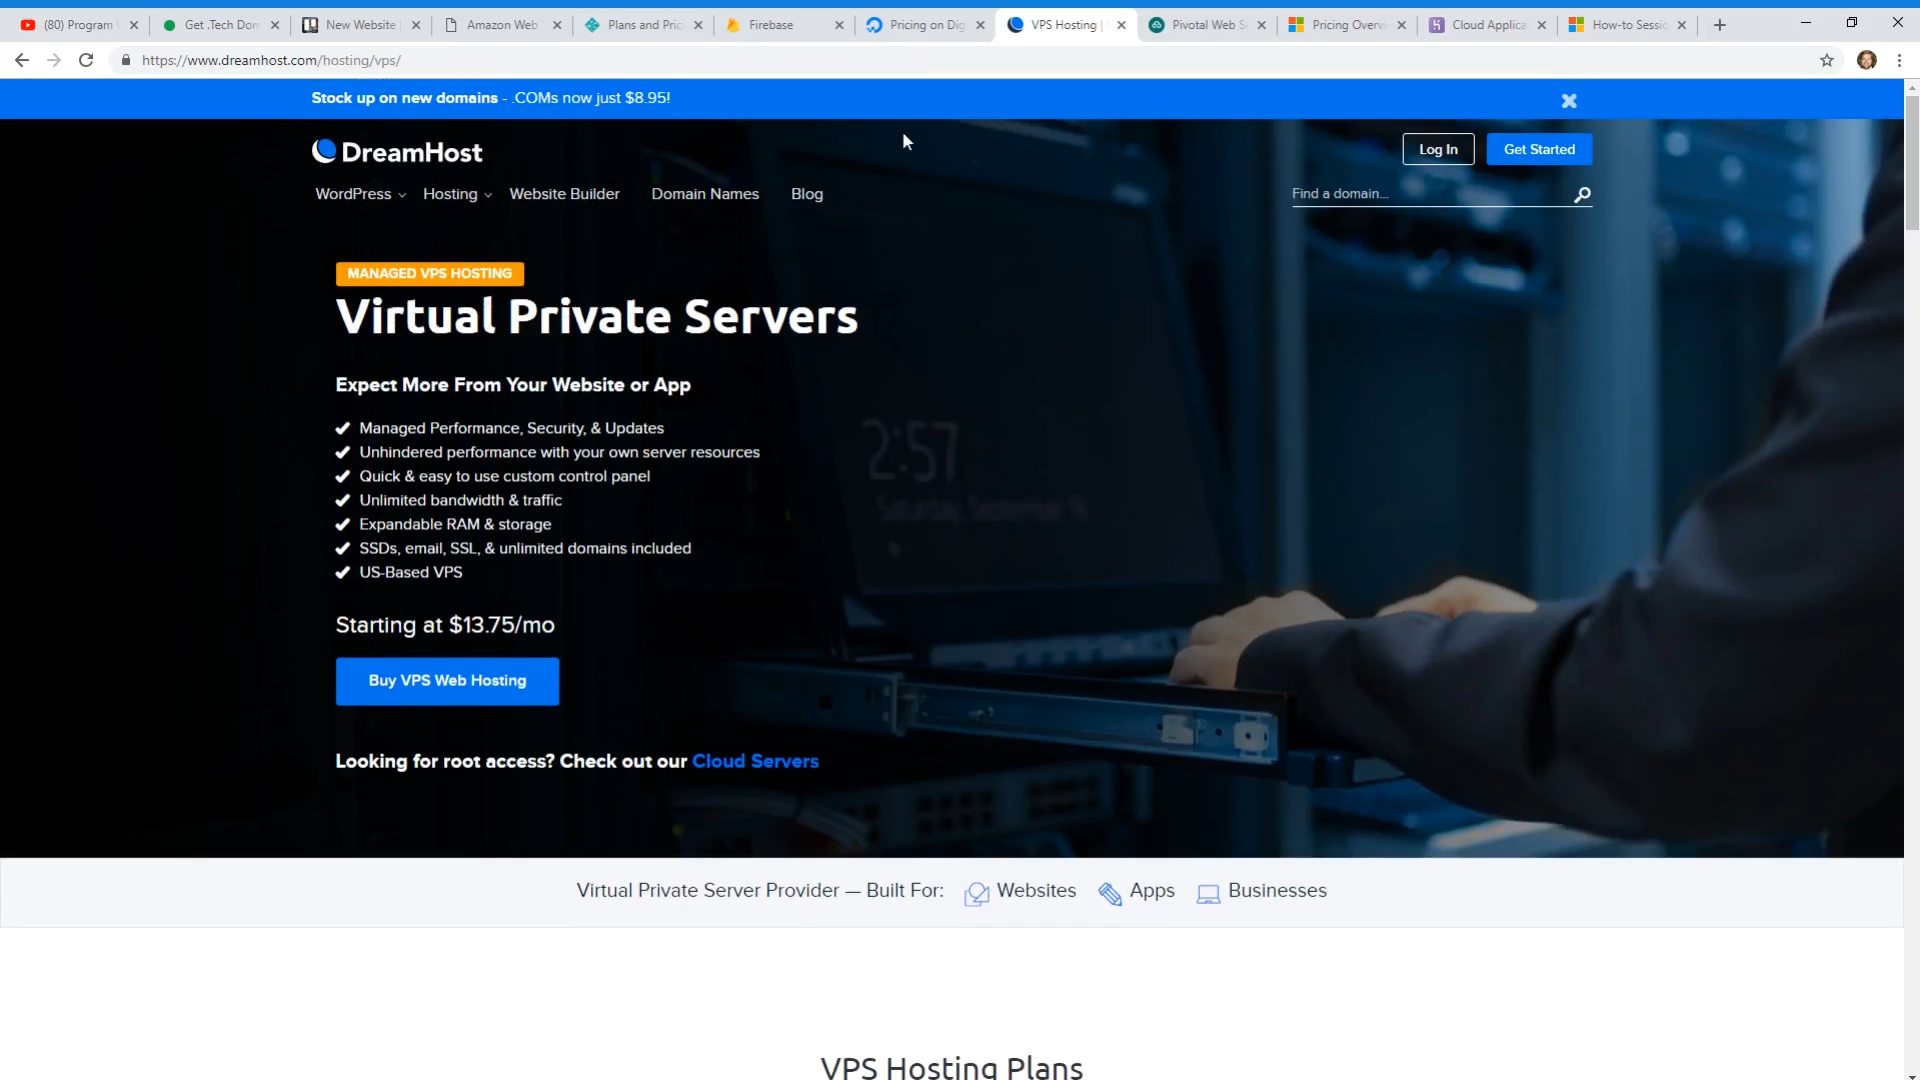 (80) Program
Get .Tech Dom
New Website
Amazon Web
Plans and Pric
Firebase
Pricing on Dig
VPS Hosting |
Pivotal Web S
Pricing Overvi
Cloud Applica
How-to Sessio
https://www.dreamhost.com/hosting/vps/
Stock up on new domains - .COMs now just $8.95!
DreamHost
Log In
Get Started
WordPress
Hosting
Website Builder
Domain Names
Blog
Find a domain...
MANAGED VPS HOSTING
Virtual Private Servers
Expect More From Your Website or App
Managed Performance, Security, & Updates
Unhindered performance with your own server resources
Quick & easy to use custom control panel
Unlimited bandwidth & traffic
Expandable RAM & storage
SSDs, email, SSL, & unlimited domains included
US-Based VPS
2:57
Saturday, September
Starting at $13.75/mo
Buy VPS Web Hosting
Looking for root access? Check out our Cloud Servers
Virtual Private Server Provider — Built For: Websites Apps Businesses
VPS Hosting Plans